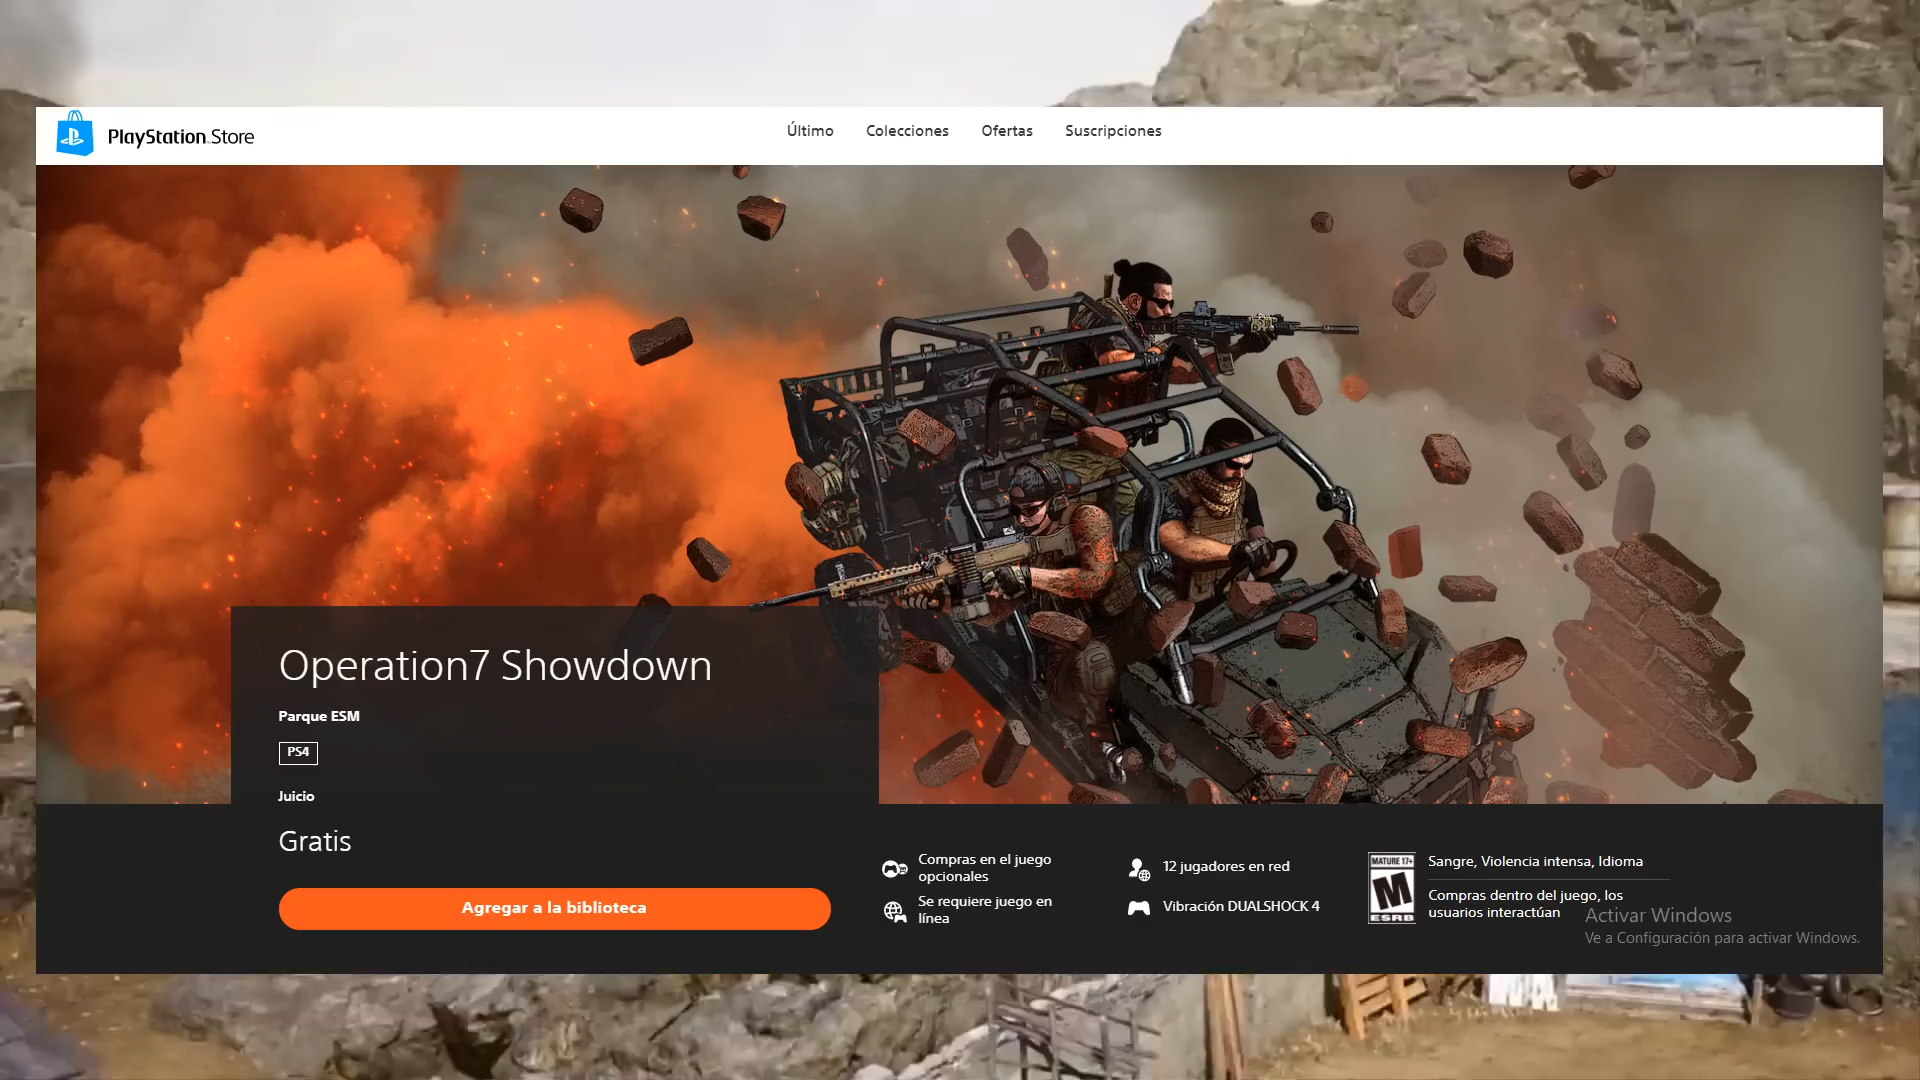 PlayStation Store
Último
Colecciones
Ofertas
Suscripciones
Operation7 Showdown
Parque ESM
PS4
Juicio
Gratis
Agregar a la biblioteca
Compras en el juego
opcionales
Se requiere juego en
línea
12 jugadores en red
Vibración DUALSHOCK 4
MATURE 17+
M
ESRB
Sangre, Violencia intensa, Idioma
Compras dentro del juego, los
usuarios interactúan
Activar Windows
Ve a Configuración para activar Windows.